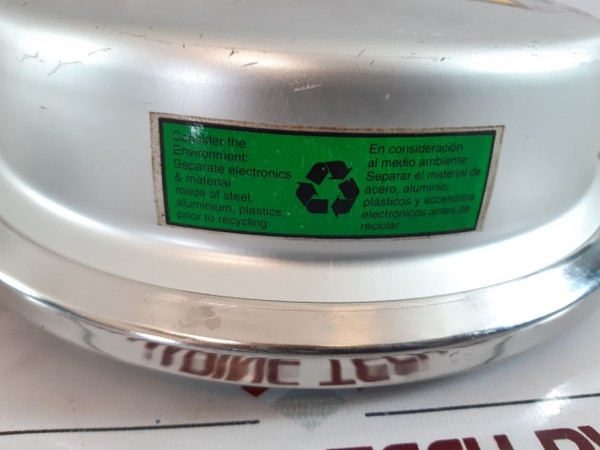 Consider the
Environment:
Separate electronics
& material
made of steel,
aluminium, plastics,
prior to recycling
En consideración
al medio ambiente:
Separar el material de
acero, aluminio,
plásticos y accesorios
electrónicos antes de
reciclar